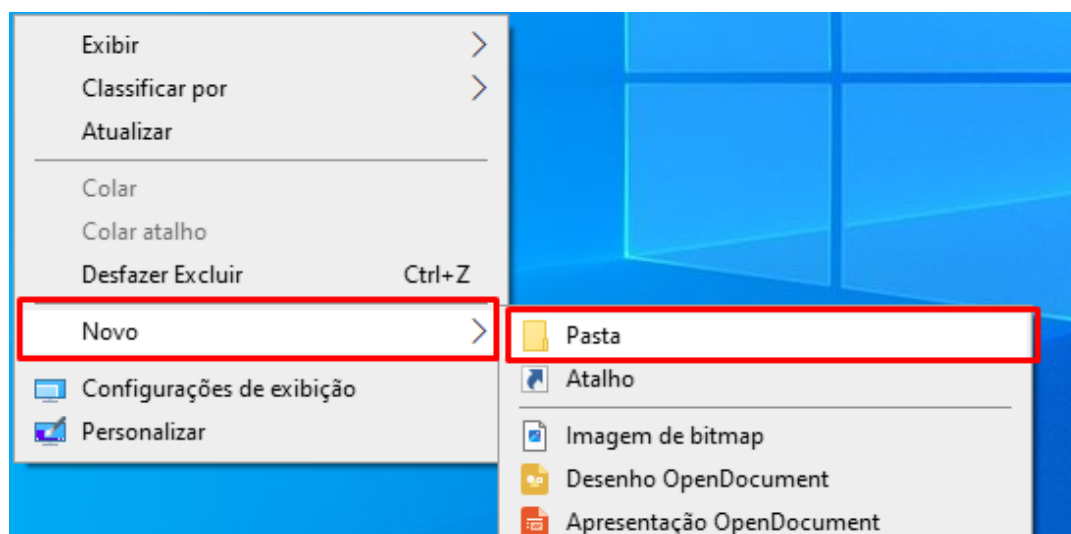 Exibir
Classificar por
Atualizar
Colar
Colar atalho
Desfazer Excluir Ctrl+Z
Novo
Configurações de exibição
Personalizar
Pasta
Atalho
Imagem de bitmap
Desenho OpenDocument
Apresentação OpenDocument